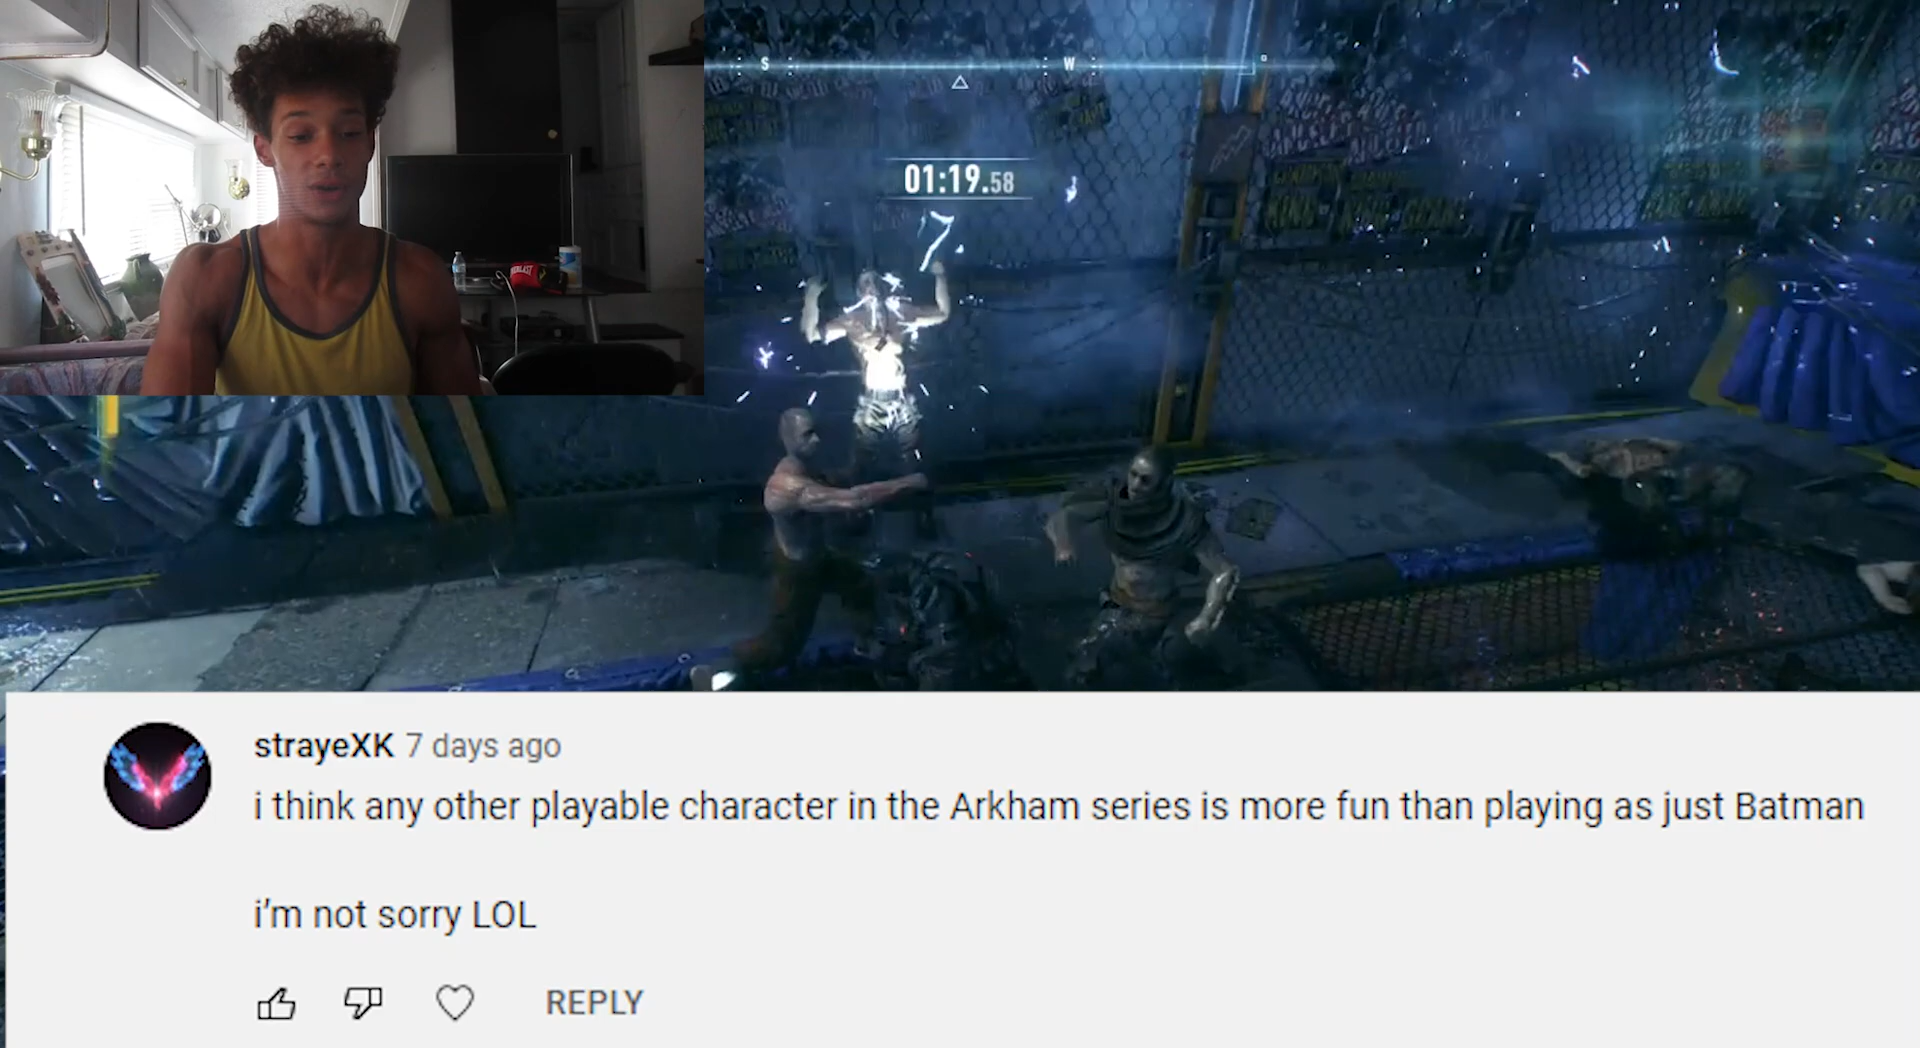 S W
01:19.58
EVERLAST
strayeXK 7 days ago
i think any other playable character in the Arkham series is more fun than playing as just Batman
i'm not sorry LOL
REPLY